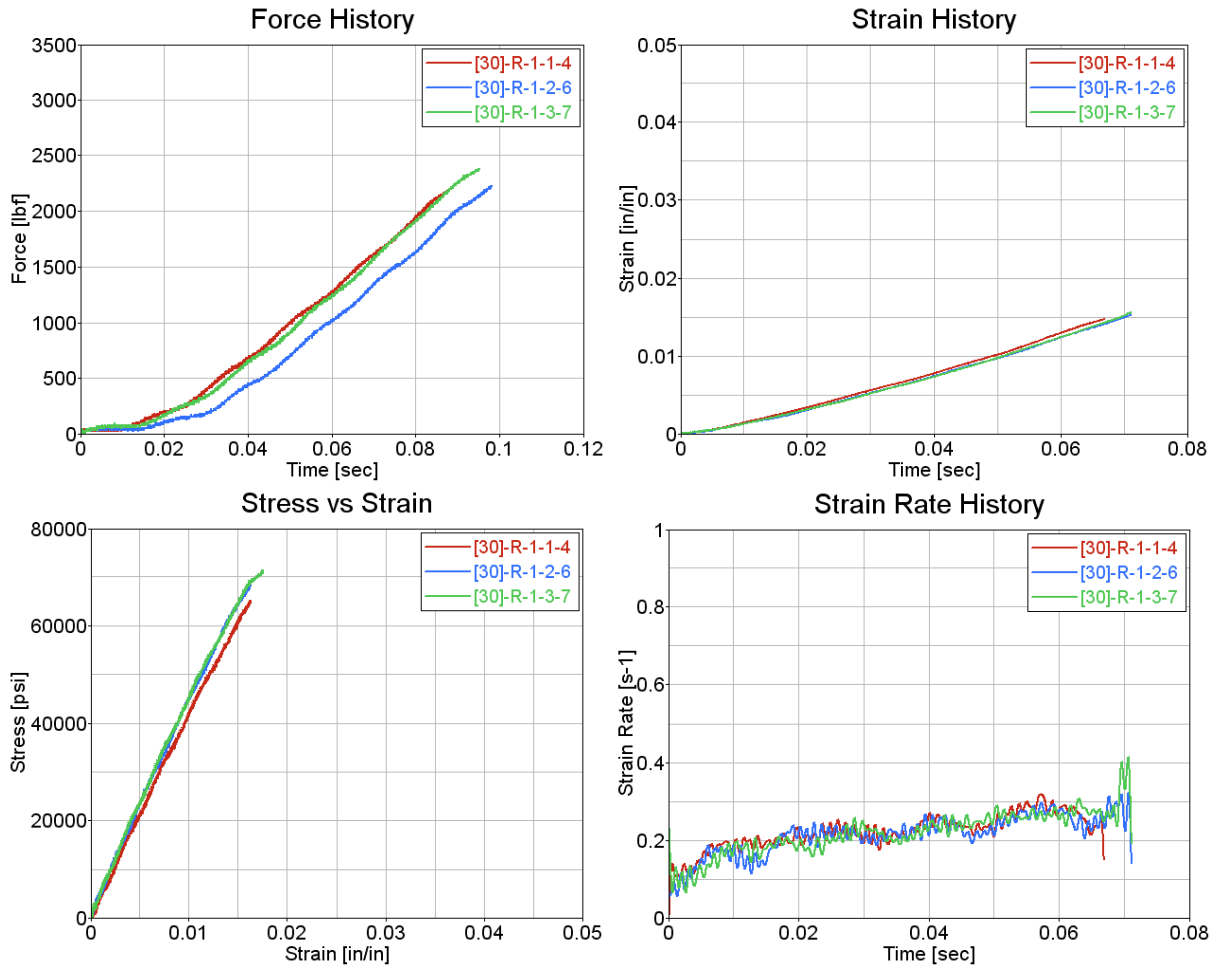 Force History
3500
3000
2500
2000
1500
1000
500
0
Force [lbf]
[30]-R-1-1-4
[30]-R-1-2-6
[30]-R-1-3-7
0 0.02 0.04 0.06 0.08 0.1 0.12
Time [sec]
Strain History
0.05
0.04
0.03
0.02
0.01
0
Strain [in/in]
[30]-R-1-1-4
[30]-R-1-2-6
[30]-R-1-3-7
0 0.02 0.04 0.06 0.08
Time [sec]
Stress vs Strain
80000
60000
40000
20000
0
Stress [psi]
[30]-R-1-1-4
[30]-R-1-2-6
[30]-R-1-3-7
0 0.01 0.02 0.03 0.04 0.05
Strain [in/in]
Strain Rate History
1
0.8
0.6
0.4
0.2
0
Strain Rate [s-1]
[30]-R-1-1-4
[30]-R-1-2-6
[30]-R-1-3-7
0 0.02 0.04 0.06 0.08
Time [sec]